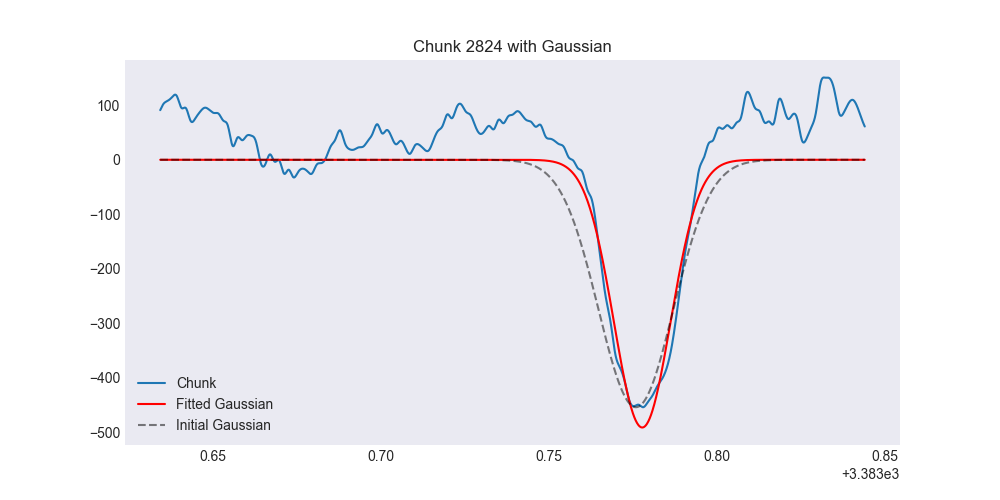 Chunk 2824 with Gaussian
100
0
−100
−200
−300
−400
−500
Chunk
Fitted Gaussian
Initial Gaussian
0.65 0.70 0.75 0.80 0.85
+3.383e3